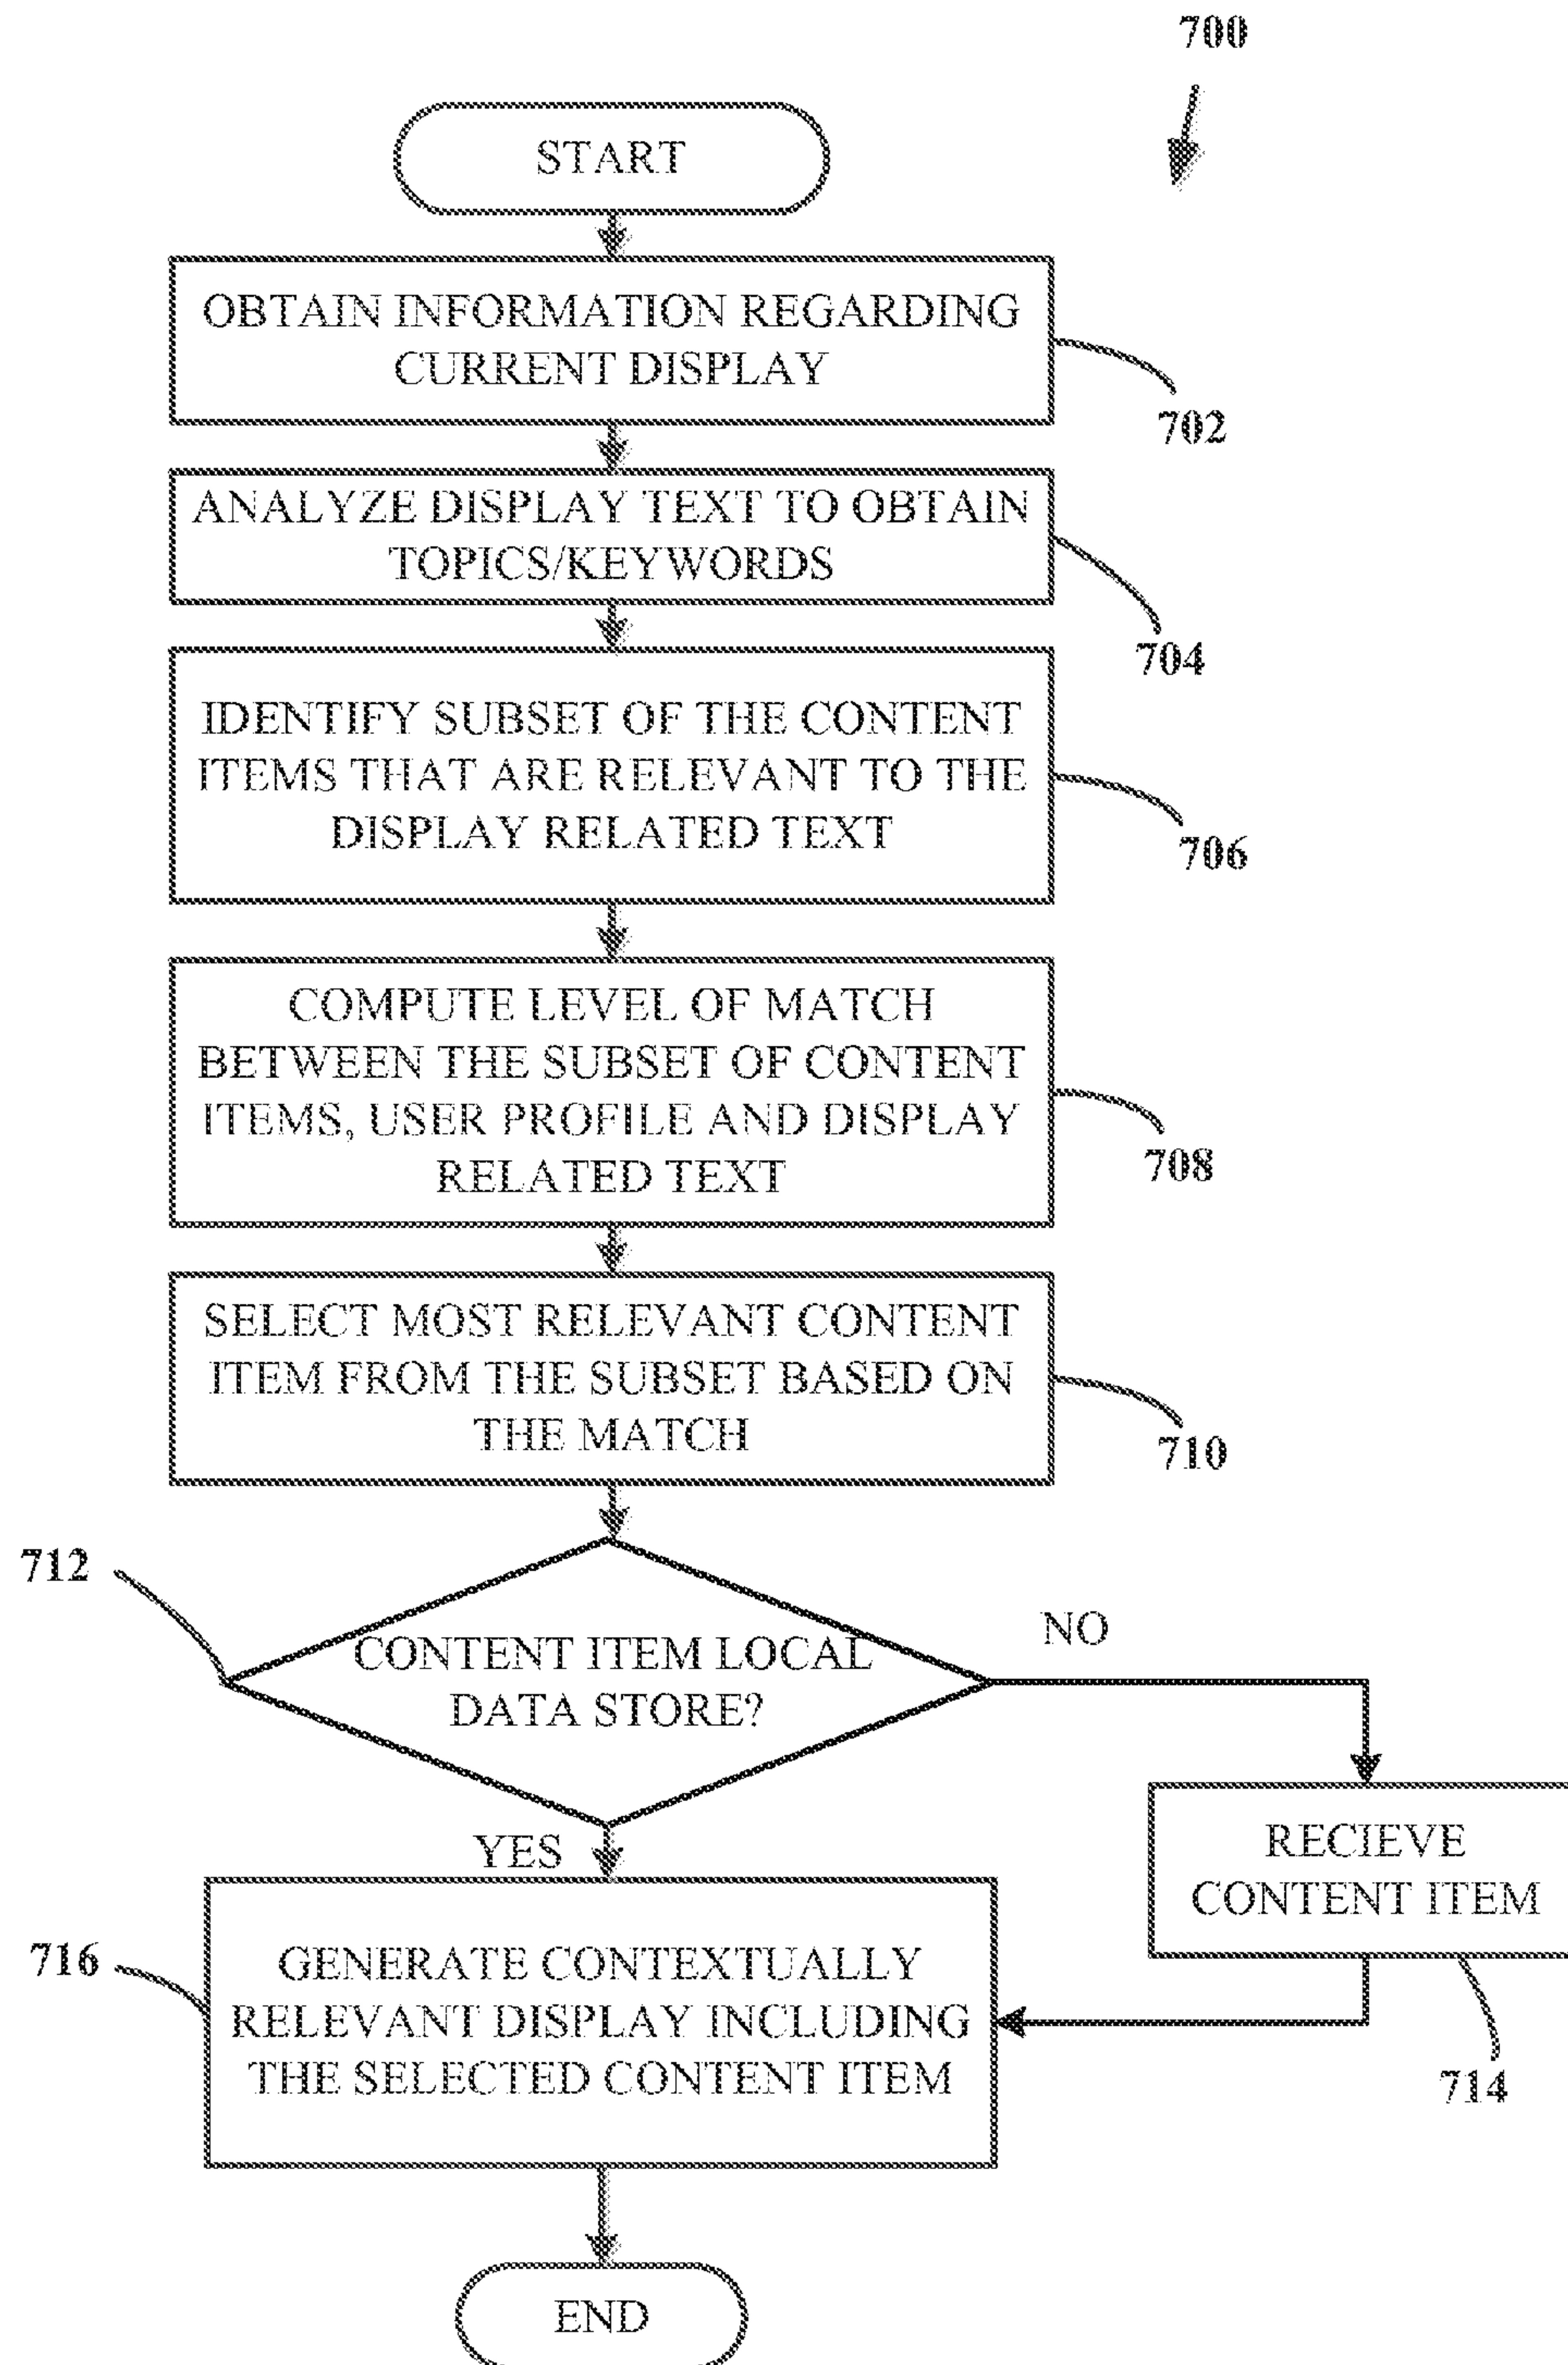 700
START
OBTAIN INFORMATION REGARDING
CURRENT DISPLAY
702
ANALYZE DISPLAY TEXT TO OBTAIN
TOPICS/KEYWORDS
704
IDENTIFY SUBSET OF THE CONTENT
ITEMS THAT ARE RELEVANT TO THE
DISPLAY RELATED TEXT
706
COMPUTE LEVEL OF MATCH
BETWEEN THE SUBSET OF CONTENT
ITEMS, USER PROFILE AND DISPLAY
RELATED TEXT
708
SELECT MOST RELEVANT CONTENT
ITEM FROM THE SUBSET BASED ON
THE MATCH
710
712
CONTENT ITEM LOCAL
DATA STORE?
NO
YES
RECIEVE
CONTENT ITEM
714
716
GENERATE CONTEXTUALLY
RELEVANT DISPLAY INCLUDING
THE SELECTED CONTENT ITEM
END